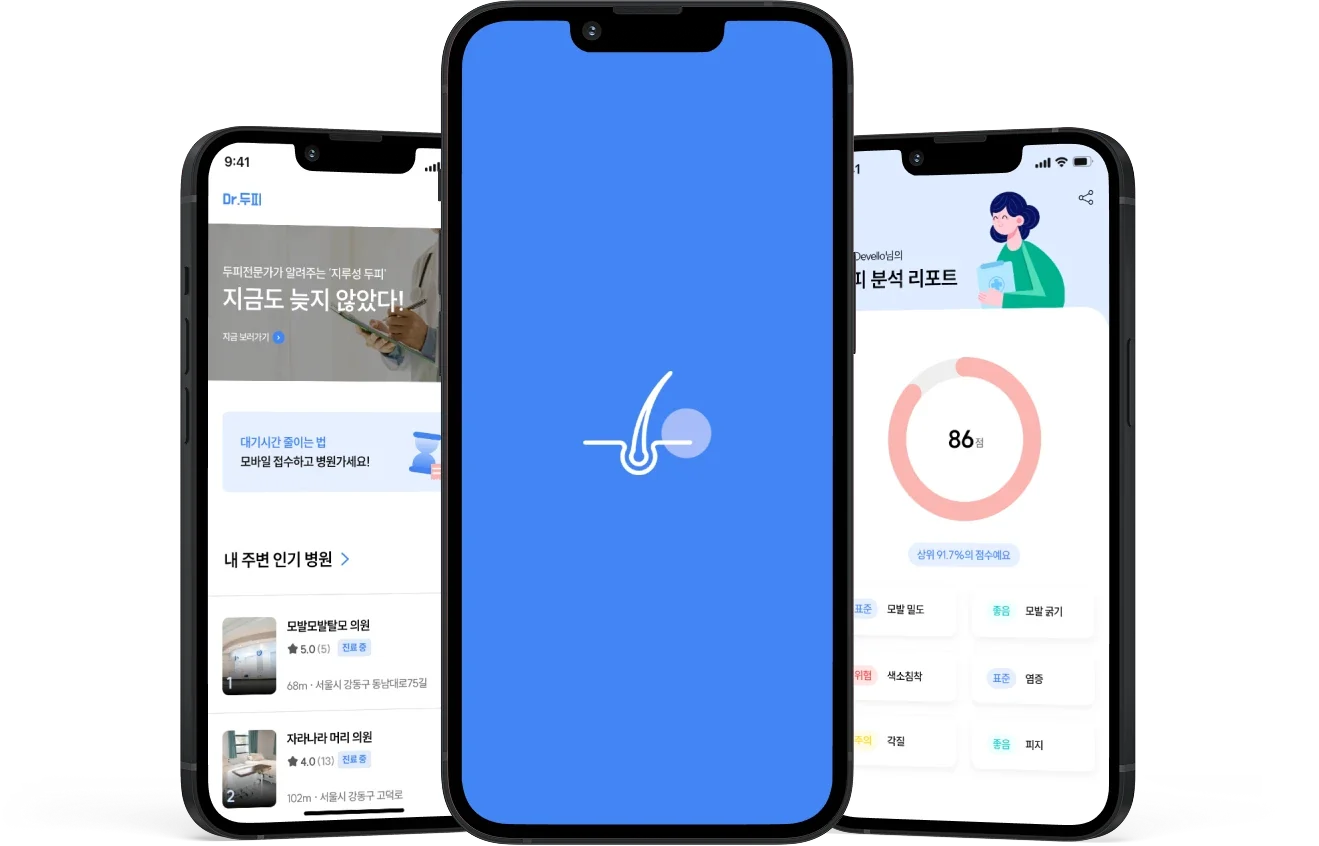 9:41
Dr.두피
두피전문가가 알려주는 '지루성 두피'
지금도 늦지 않았다!
지금 보러가기
대기시간 줄이는 법
모바일 접수하고 병원가세요!
내 주변 인기 병원
모발모발탈모 의원
5.0 (5) 진료 중
68m · 서울시 강동구 동남대로75길
1
자라나라 머리 의원
4.0 (13) 진료 중
102m · 서울시 강동구 고덕로
2
Devello님의
피 분석 리포트
86점
상위 91.7%의 점수예요
표준 모발 밀도
좋음 모발 굵기
위험 색소침착
표준 염증
주의 각질
좋음 피지